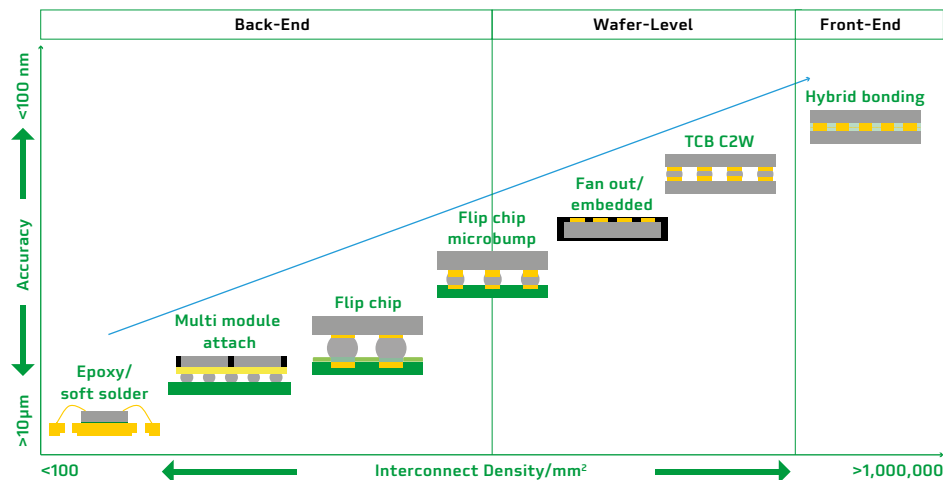 Back-End
Wafer-Level
Front-End
<100 nm
Accuracy
>10μm
Hybrid bonding
TCB C2W
Fan out/
embedded
Flip chip
microbump
Flip chip
Multi module
attach
Epoxy/
soft solder
<100
Interconnect Density/mm²
>1,000,000